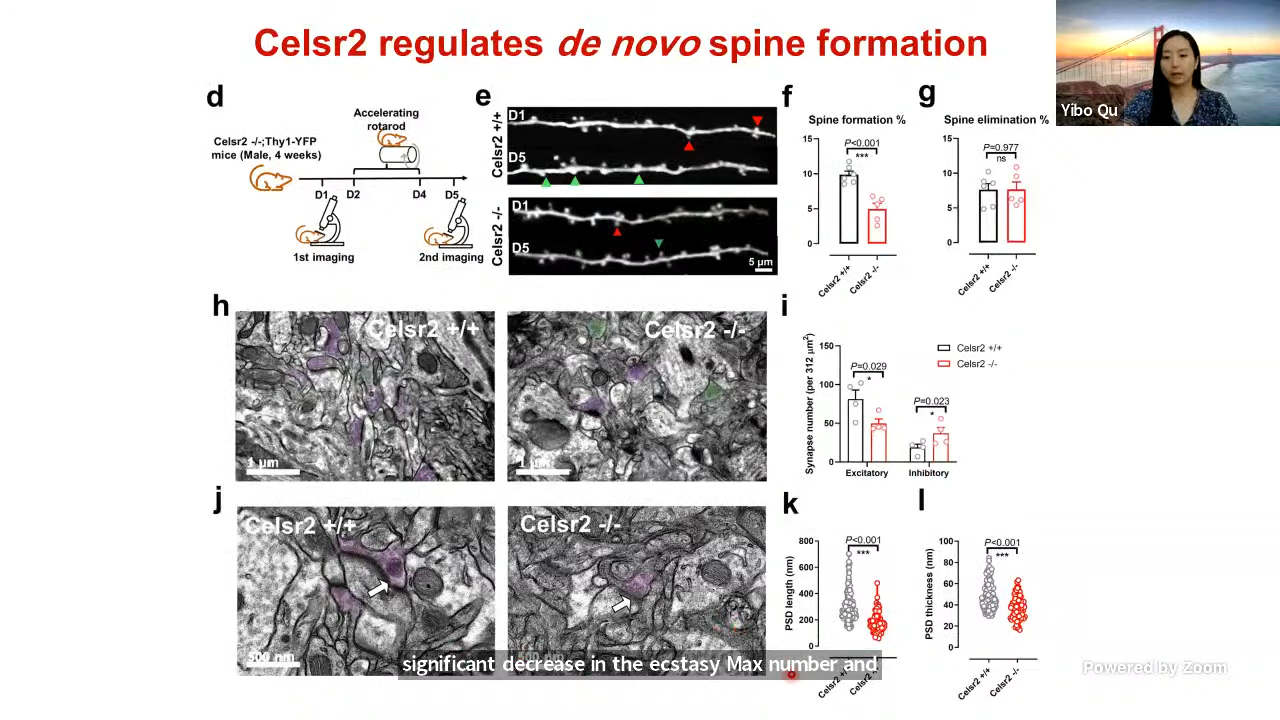 Celsr2 regulates de novo spine formation
Yibo Qu
d
Accelerating
rotarod
Celsr2 -/-;Thy1-YFP
mice (Male, 4 weeks)
D1
D2
D4
D5
1st imaging
2nd imaging
e
Celsr2 +/+
D1
D5
Celsr2 -/-
D1
D5
5 µm
f
Spine formation %
P<0.001
***
15
10
5
0
Celsr2 +/+
Celsr2 -/-
g
Spine elimination %
P=0.977
ns
15
10
5
0
Celsr2 +/+
Celsr2 -/-
h
Celsr2 +/+
1 µm
Celsr2 -/-
1 µm
i
Synapse number (per 312 µm2)
150
100
50
0
P=0.029
*
P=0.023
*
Excitatory
Inhibitory
Celsr2 +/+
Celsr2 -/-
j
Celsr2 +/+
500 nm
Celsr2 -/-
500 nm
k
PSD length (nm)
800
600
400
200
0
P<0.001
***
Celsr2 +/+
Celsr2 -/-
l
PSD thickness (nm)
100
80
60
40
20
0
P<0.001
***
Celsr2 +/+
Celsr2 -/-
significant decrease in the ecstasy Max number and
Powered by Zoom